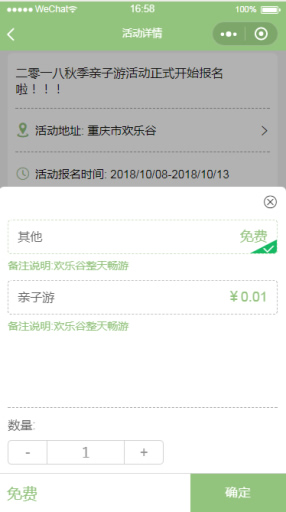 WeChat
16:58
100%
活动详情
二零一八秋季亲子游活动正式开始报名
啦！！！
活动地址: 重庆市欢乐谷
活动报名时间: 2018/10/08-2018/10/13
其他
免费
备注说明:欢乐谷整天畅游
亲子游
￥0.01
备注说明:欢乐谷整天畅游
数量:
- 1 +
免费
确定